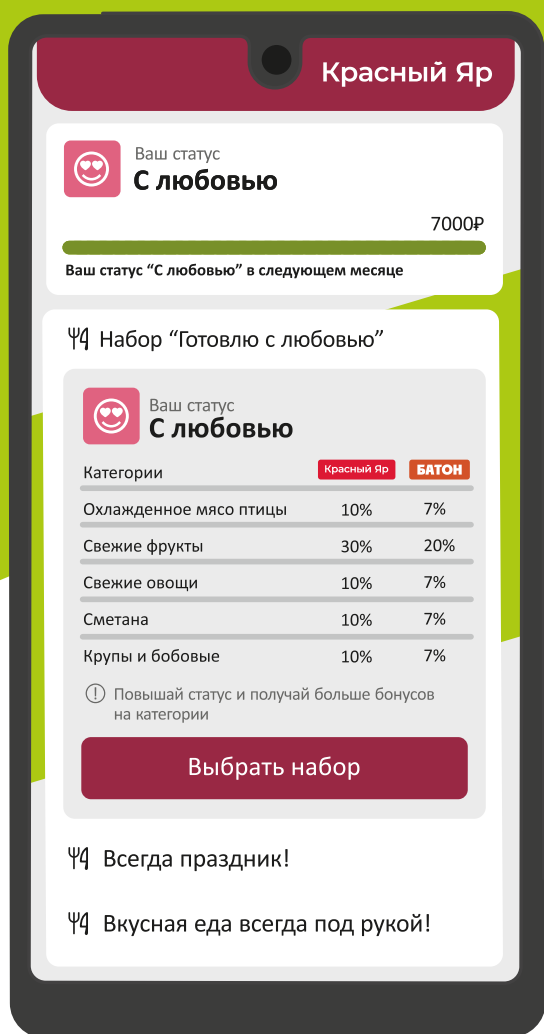 Красный Яр
Ваш статус
С любовью
7000₽
Ваш статус “С любовью” в следующем месяце
Набор “Готовлю с любовью”
Ваш статус
С любовью
Категории Красный Яр БАТОН
Охлажденное мясо птицы 10% 7%
Свежие фрукты 30% 20%
Свежие овощи 10% 7%
Сметана 10% 7%
Крупы и бобовые 10% 7%
Повышай статус и получай больше бонусов
на категории
Выбрать набор
Всегда праздник!
Вкусная еда всегда под рукой!